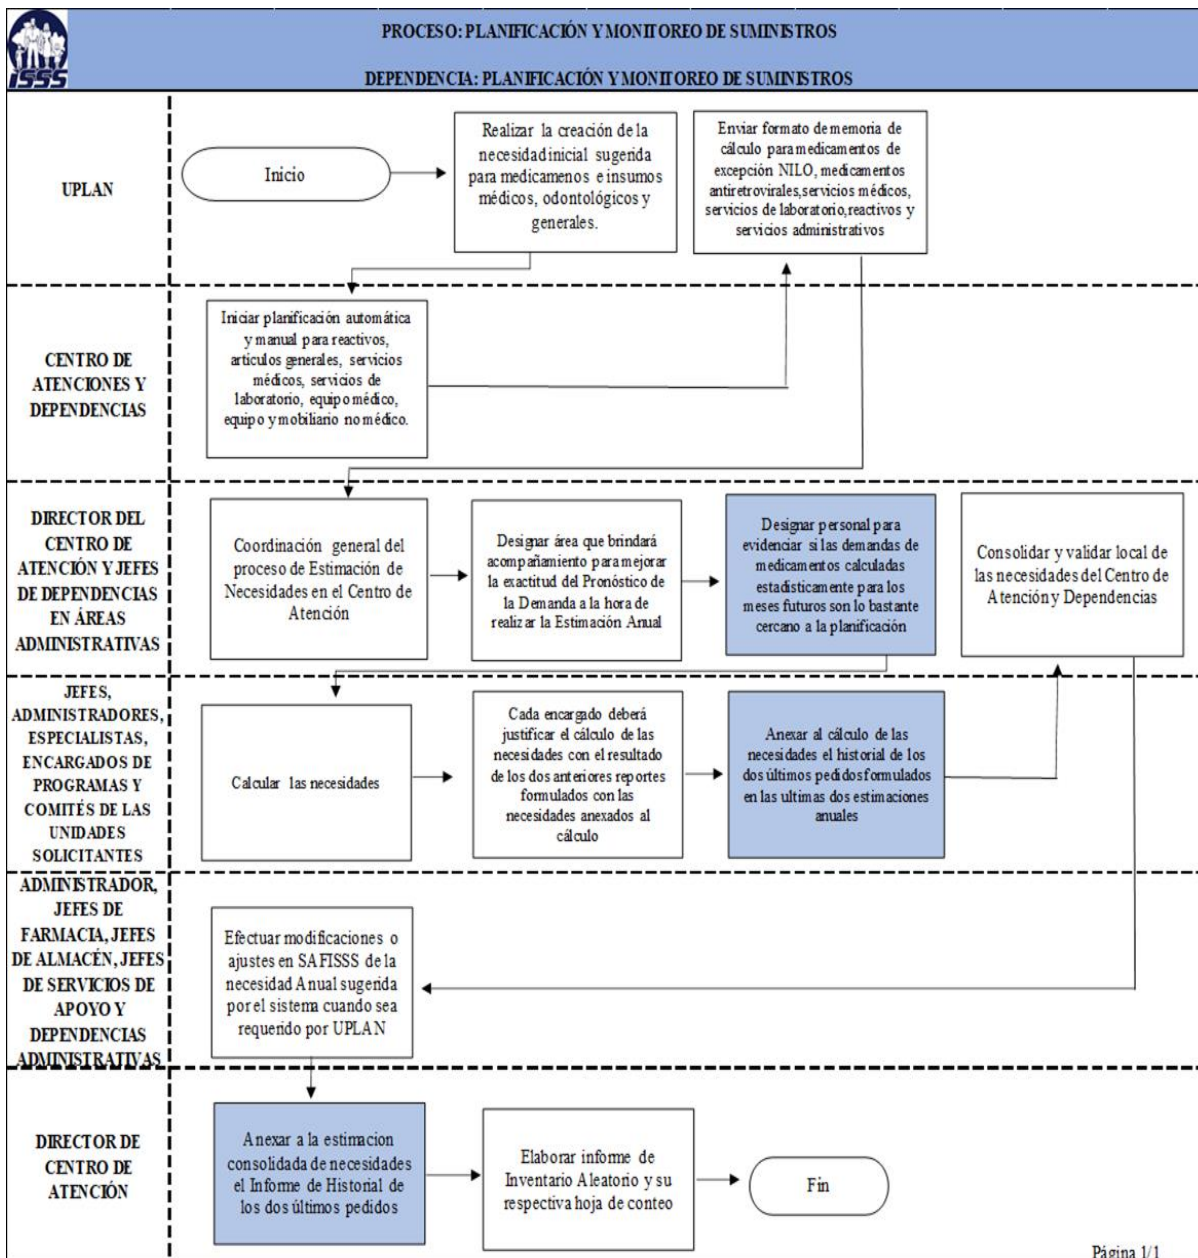 ISSS
PROCESO: PLANIFICACIÓN Y MONITOREO DE SUMINISTROS
DEPENDENCIA: PLANIFICACIÓN Y MONITOREO DE SUMINISTROS
UPLAN
Inicio
Realizar la creación de la
necesidad inicial sugerida
para medicamenos e insumos
médicos, odontológicos y
generales.
Enviar formato de memoria de
cálculo para medicamentos de
excepción NILO, medicamentos
antiretrovirales, servicios médicos,
servicios de laboratorio, reactivos y
servicios administrativos
CENTRO DE
ATENCIONES Y
DEPENDENCIAS
Iniciar planificación automática
y manual para reactivos,
artículos generales, servicios
médicos, servicios de
laboratorio, equipo médico,
equipo y mobiliario no médico.
DIRECTOR DEL
CENTRO DE
ATENCIÓN Y JEFES
DE DEPENDENCIAS
EN ÁREAS
ADMINISTRATIVAS
Coordinación general del
proceso de Estimación de
Necesidades en el Centro de
Atención
Designar área que brindará
acompañamiento para mejorar
la exactitud del Pronóstico de
la Demanda a la hora de
realizar la Estimación Anual
Designar personal para
evidenciar si las demandas de
medicamentos calculadas
estadísticamente para los
meses futuros son lo bastante
cercano a la planificación
Consolidar y validar local de
las necesidades del Centro de
Atención y Dependencias
JEFES,
ADMINISTRADORES,
ESPECIALISTAS,
ENCARGADOS DE
PROGRAMAS Y
COMITÉS DE LAS
UNIDADES
SOLICITANTES
Calcular las necesidades
Cada encargado deberá
justificar el cálculo de las
necesidades con el resultado
de los dos anteriores reportes
formulados con las
necesidades anexados al
cálculo
Anexar al cálculo de las
necesidades el historial de los
dos últimos pedidos formulados
en las ultimas dos estimaciones
anuales
ADMINISTRADOR,
JEFES DE
FARMACIA, JEFES
DE ALMACÉN, JEFES
DE SERVICIOS DE
APOYO Y
DEPENDENCIAS
ADMINISTRATIVAS
Efectuar modificaciones o
ajustes en SAFISSS de la
necesidad Anual sugerida
por el sistema cuando sea
requerido por UPLAN
DIRECTOR DE
CENTRO DE
ATENCIÓN
Anexar a la estimacion
consolidada de necesidades
el Informe de Historial de
los dos últimos pedidos
Elaborar informe de
Inventario Aleatorio y su
respectiva hoja de conteo
Fin
Página 1/1